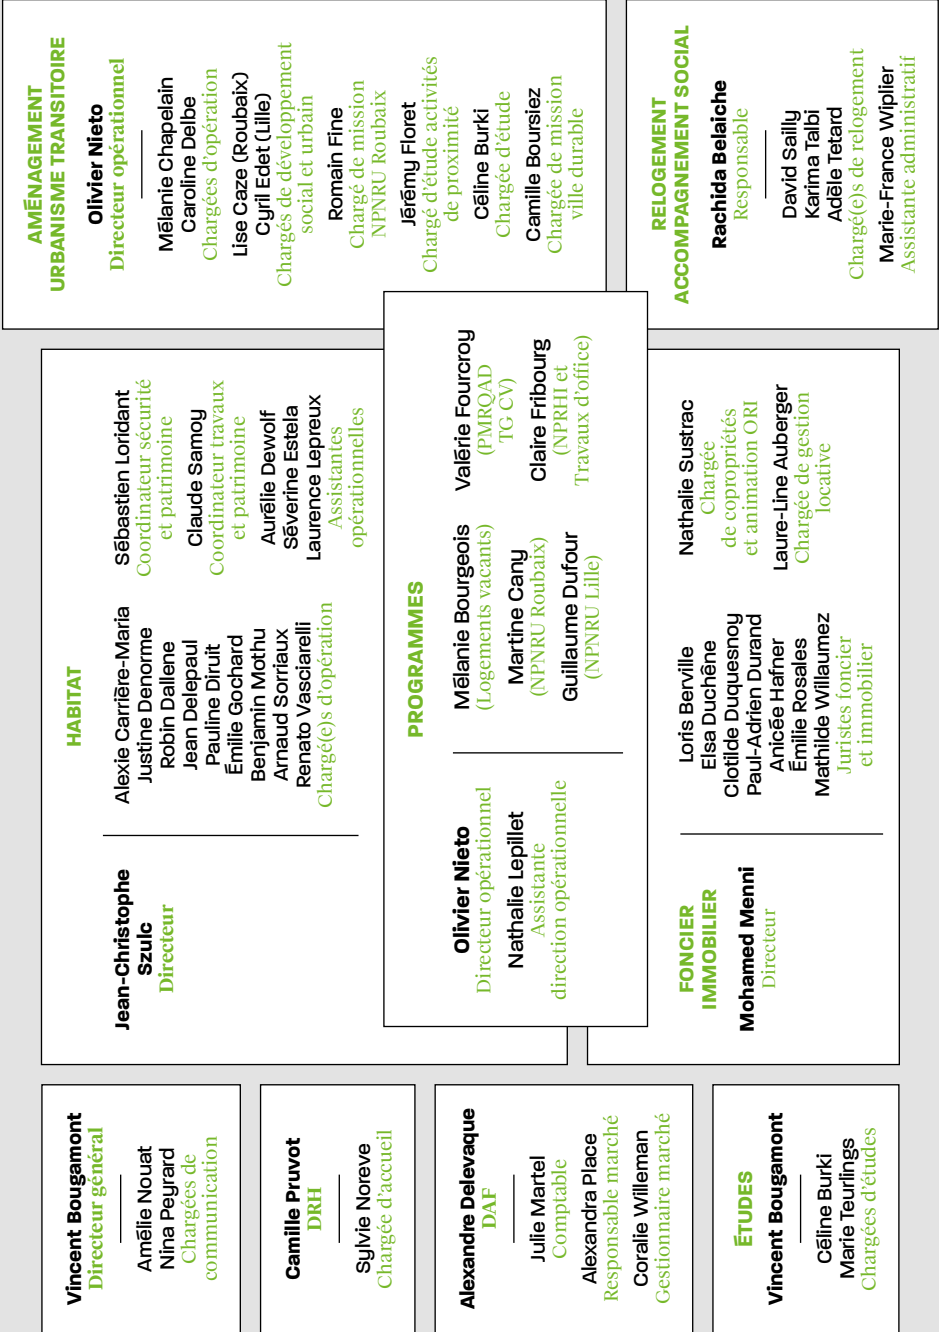 Vincent Bougamont
Directeur général
Amélie Nouat
Nina Peyrard
Chargées de
communication
Camille Pruvot
DRH
Sylvie Noreve
Chargée d'accueil
Alexandre Delevaque
DAF
Julie Martel
Comptable
Alexandra Place
Responsable marché
Coralie Willeman
Gestionnaire marché
ÉTUDES
Vincent Bougamont
Céline Burki
Marie Teurlings
Chargées d'études
HABITAT
Jean-Christophe
Szulc
Directeur
Alexie Carrière-Maria
Justine Denorme
Robin Dallene
Jean Delepaul
Pauline Diruit
Émilie Gochard
Benjamin Mothu
Arnaud Sorriaux
Renato Vasciarelli
Chargé(e)s d'opération
Sébastien Loridant
Coordinateur sécurité
et patrimoine
Claude Samoy
Coordinateur travaux
et patrimoine
Aurélie Dewolf
Séverine Estela
Laurence Lepreux
Assistantes
opérationnelles
PROGRAMMES
Olivier Nieto
Directeur opérationnel
Nathalie Lepillet
Assistante
direction opérationnelle
Mélanie Bourgeois
(Logements vacants)
Martine Cany
(NPNRU Roubaix)
Guillaume Dufour
(NPNRU Lille)
Valérie Fourcroy
(PMRQAD
TG CV)
Claire Fribourg
(NPRHI et
Travaux d'office)
FONCIER
IMMOBILIER
Mohamed Menni
Directeur
Loris Berville
Elsa Duchêne
Clotilde Duquesnoy
Paul-Adrien Durand
Anicée Hafner
Émilie Rosales
Mathilde Willaumez
Juristes foncier
et immobilier
Nathalie Sustrac
Chargée
de copropriétés
et animation ORI
Laure-Line Auberger
Chargée de gestion
locative
AMÉNAGEMENT
URBANISME TRANSITOIRE
Olivier Nieto
Directeur opérationnel
Mélanie Chapelain
Caroline Delbe
Chargées d'opération
Lise Caze (Roubaix)
Cyril Edet (Lille)
Chargés de développement
social et urbain
Romain Fine
Chargé de mission
NPNRU Roubaix
Jérémy Floret
Chargé d'étude activités
de proximité
Céline Burki
Chargée d'étude
Camille Boursiez
Chargée de mission
ville durable
RELOGEMENT
ACCOMPAGNEMENT SOCIAL
Rachida Belaiche
Responsable
David Sailly
Karima Talbi
Adèle Tetard
Chargé(e)s de relogement
Marie-France Wiplier
Assistante administratif